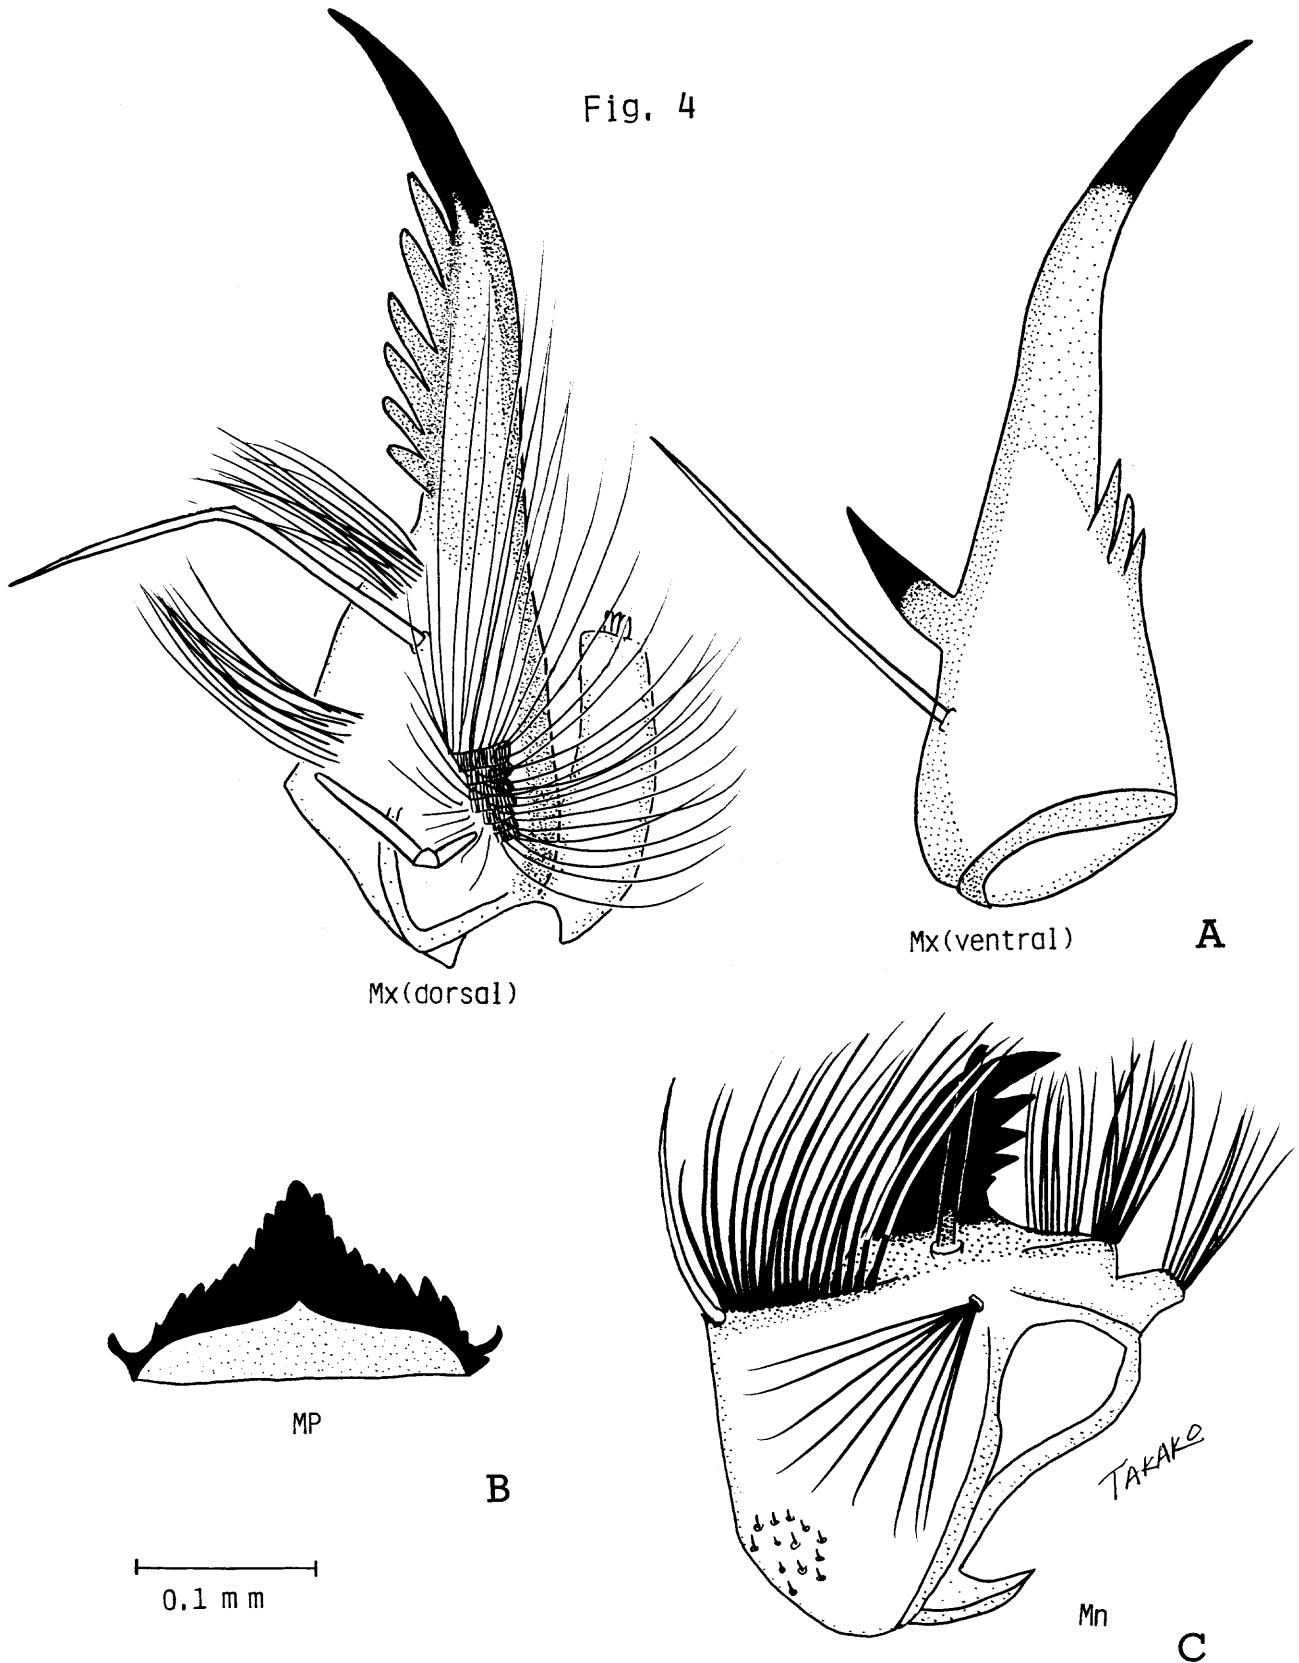 Fig. 4
Mx(ventral)
A
Mx(dorsal)
MP
B
0.1 mm
TAKAKO
Mn
C